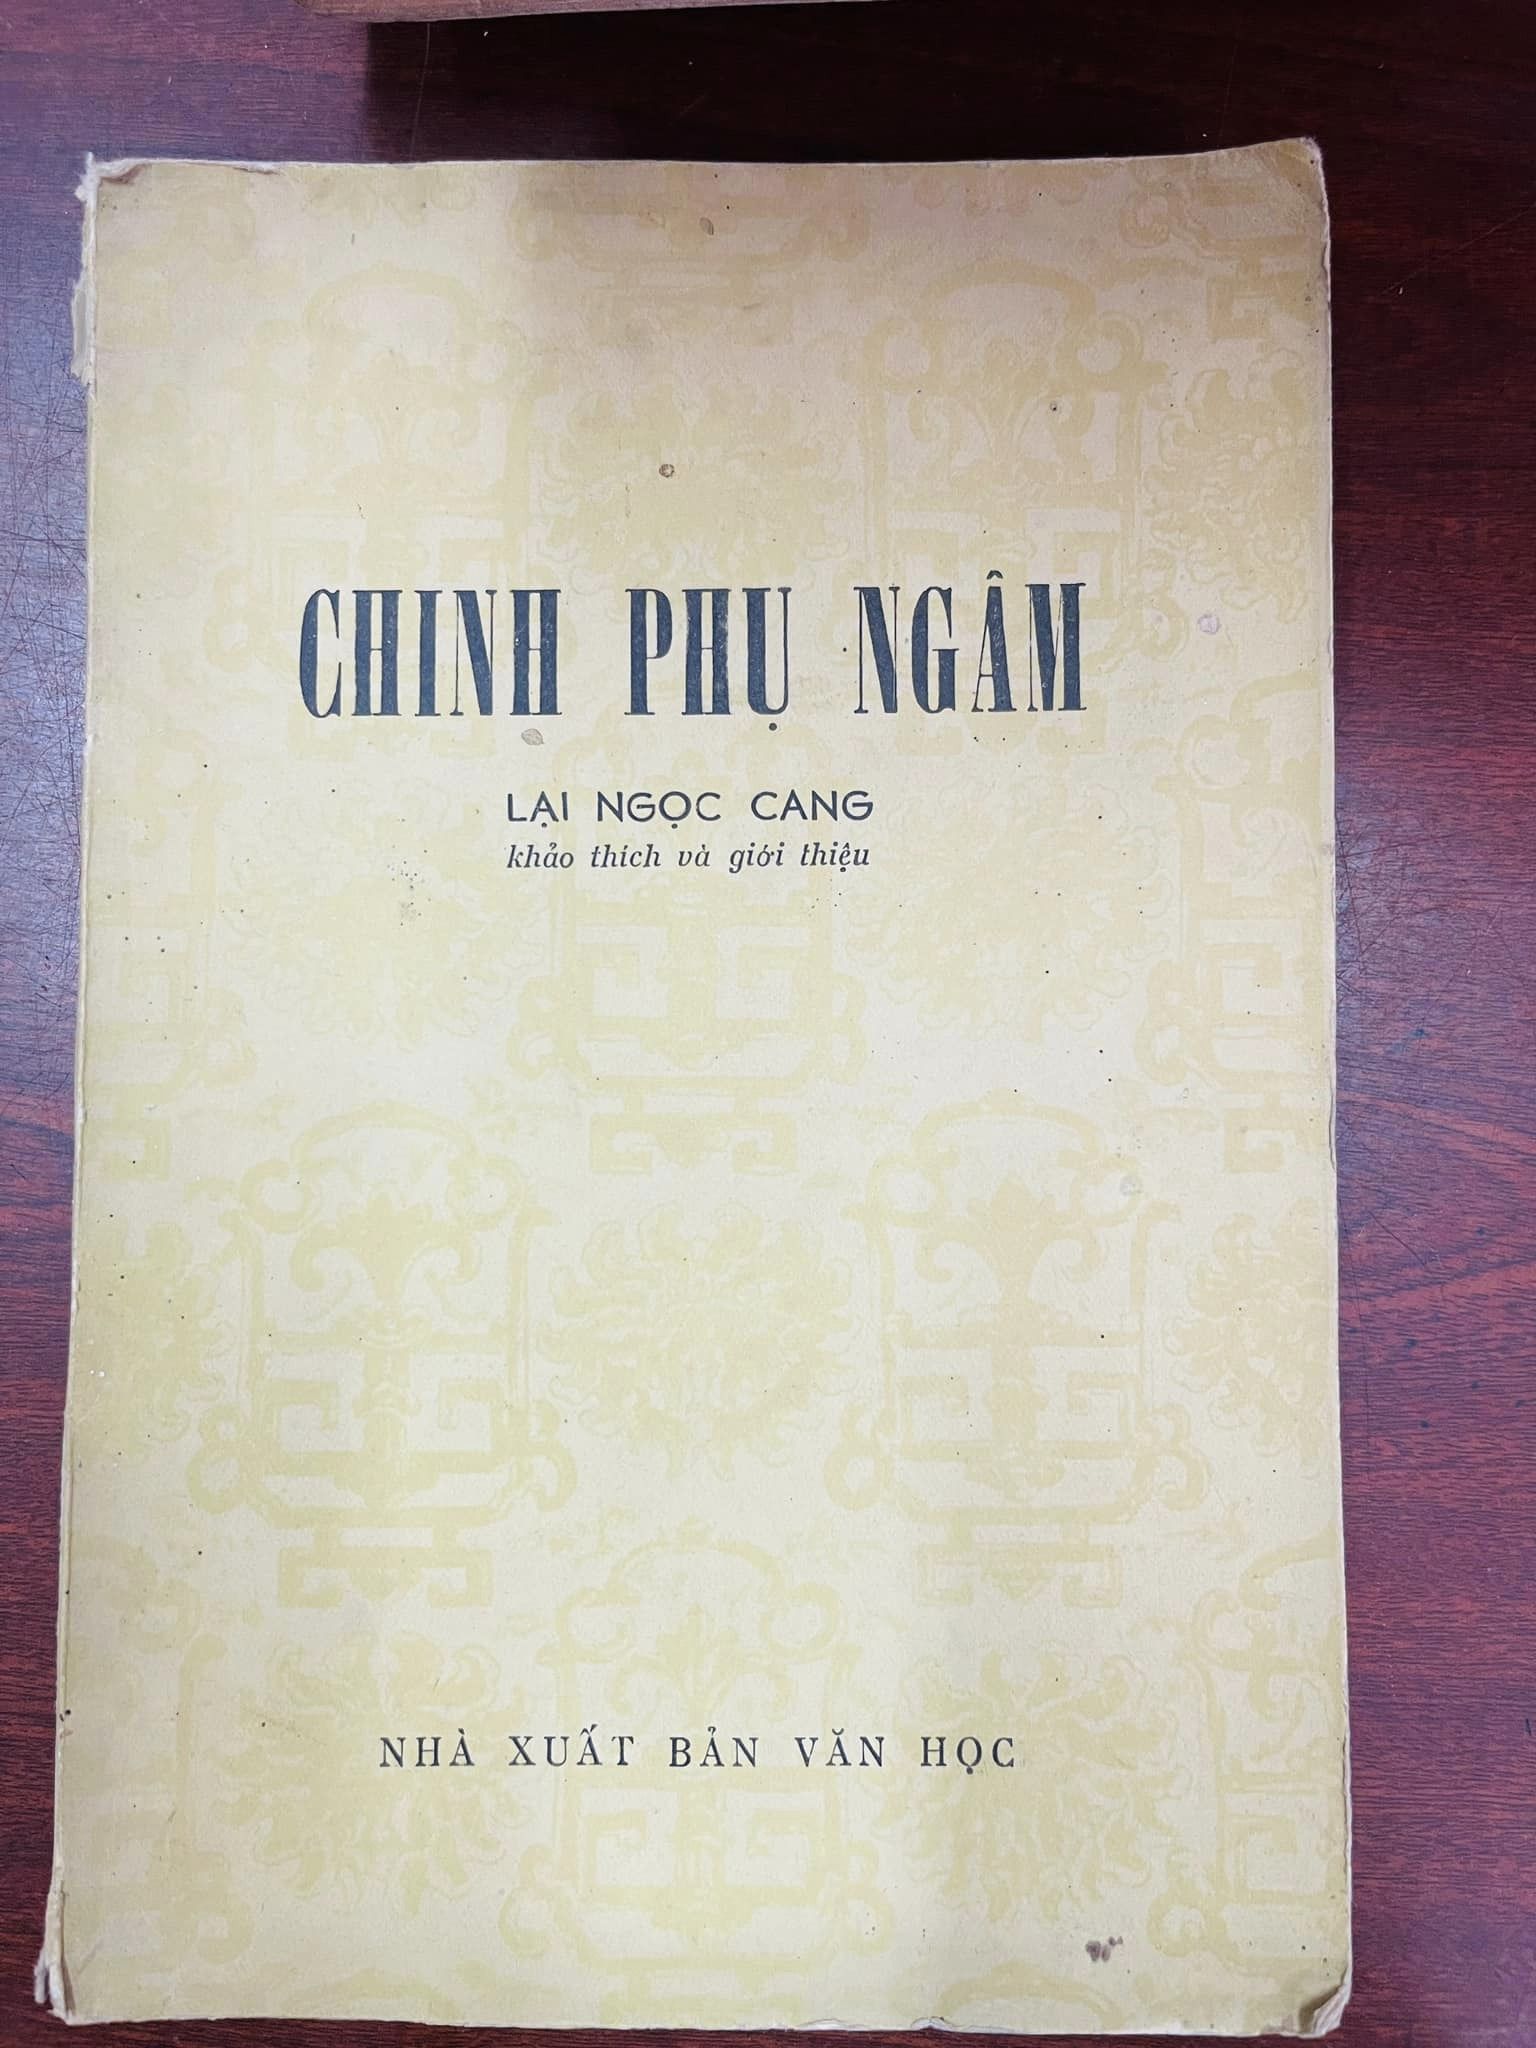 CHINH PHỤ NGÂM
LẠI NGỌC CANG
khảo thích và giới thiệu
NHÀ XUẤT BẢN VĂN HỌC